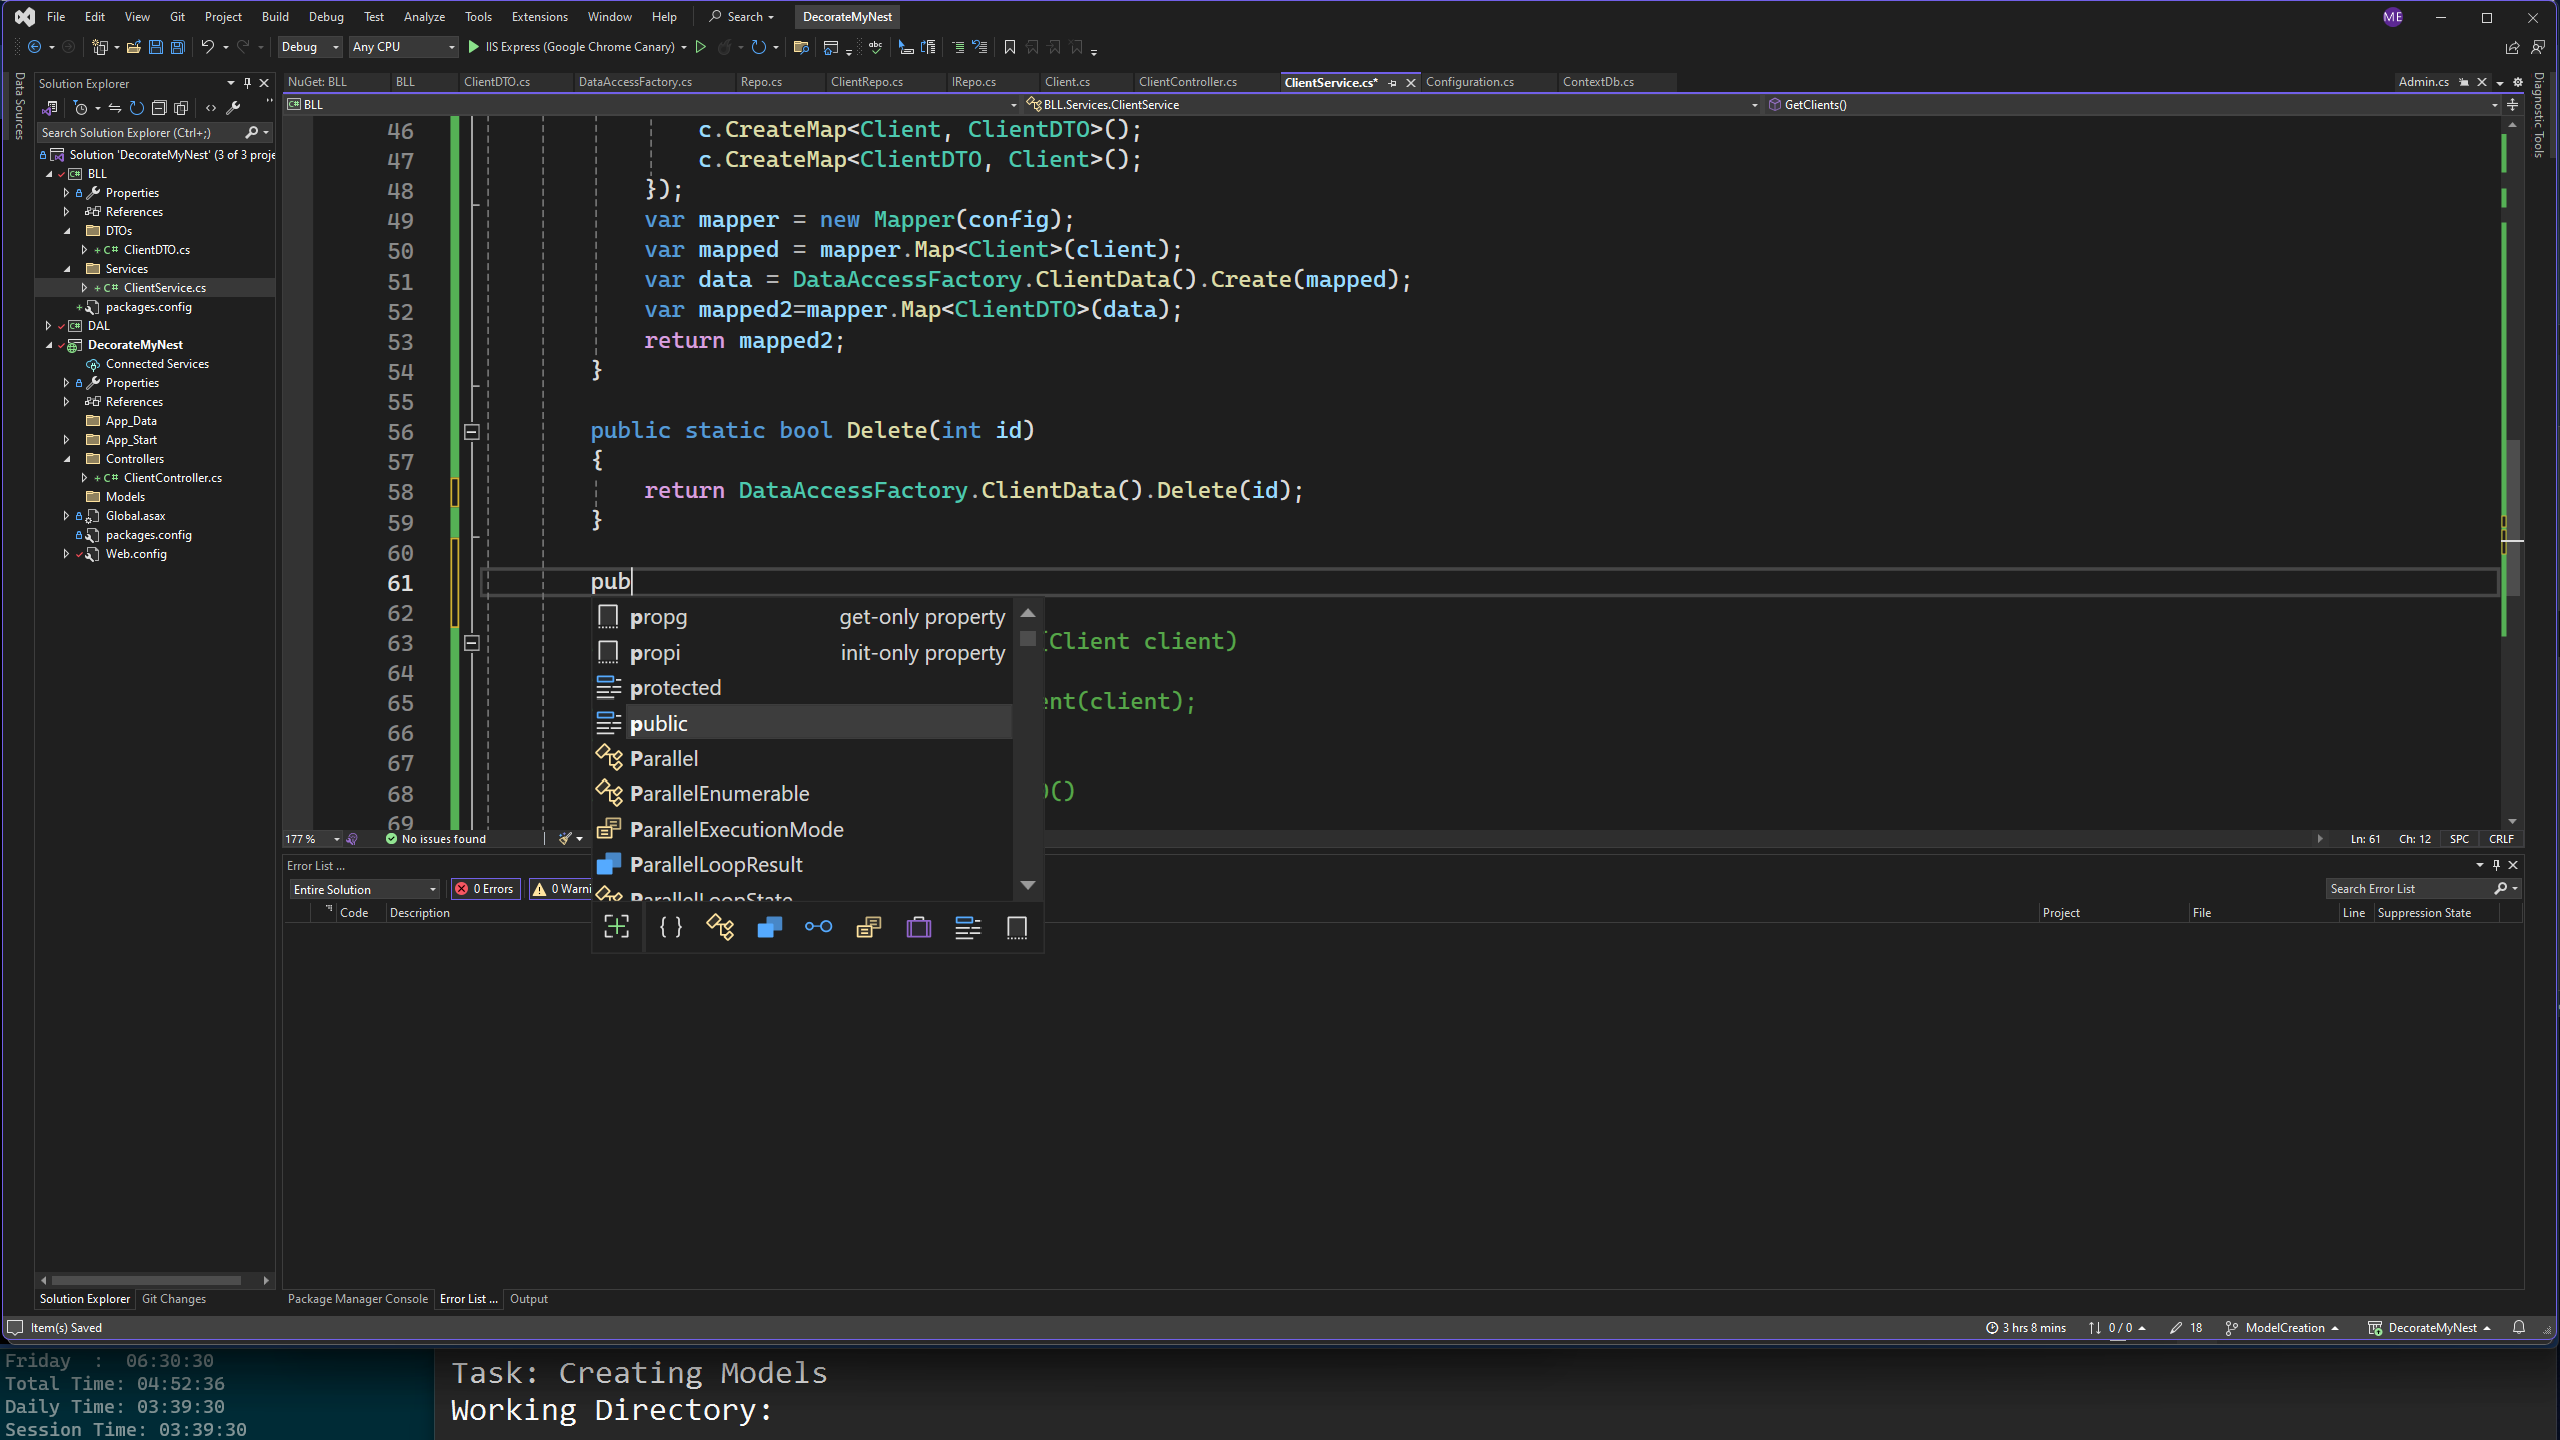 File Edit View Git Project Build Debug Test Analyze Tools Extensions Window Help Search DecorateMyNest ME
Debug Any CPU IIS Express (Google Chrome Canary)
Data Sources
Solution Explorer
Search Solution Explorer (Ctrl+;)
Solution 'DecorateMyNest' (3 of 3 proje
BLL
Properties
References
DTOs
C# ClientDTO.cs
Services
C# ClientService.cs
packages.config
DAL
DecorateMyNest
Connected Services
Properties
References
App_Data
App_Start
Controllers
C# ClientController.cs
Models
Global.asax
packages.config
Web.config
NuGet: BLL BLL ClientDTO.cs DataAccessFactory.cs Repo.cs ClientRepo.cs IRepo.cs Client.cs ClientController.cs ClientService.cs* Configuration.cs ContextDb.cs Admin.cs
Diagnostic Tools
BLL BLL.Services.ClientService GetClients()
46 c.CreateMap<Client, ClientDTO>();
47 c.CreateMap<ClientDTO, Client>();
48 });
49 var mapper = new Mapper(config);
50 var mapped = mapper.Map<Client>(client);
51 var data = DataAccessFactory.ClientData().Create(mapped);
52 var mapped2=mapper.Map<ClientDTO>(data);
53 return mapped2;
54 }
55
56 public static bool Delete(int id)
57 {
58 return DataAccessFactory.ClientData().Delete(id);
59 }
60
61 pub
62
63 (Client client)
64
65 ent(client);
66
67
68 ()
69
propg get-only property
propi init-only property
protected
public
Parallel
ParallelEnumerable
ParallelExecutionMode
ParallelLoopResult
ParallelLoopState
177 % No issues found Ln: 61 Ch: 12 SPC CRLF
Error List ...
Entire Solution 0 Errors 0 Warni Search Error List
Code Description Project File Line Suppression State
Solution Explorer Git Changes
Package Manager Console Error List ... Output
Item(s) Saved 3 hrs 8 mins 0 / 0 18 ModelCreation DecorateMyNest
Friday : 06:30:30
Total Time: 04:52:36
Daily Time: 03:39:30
Session Time: 03:39:30
Task: Creating Models
Working Directory: